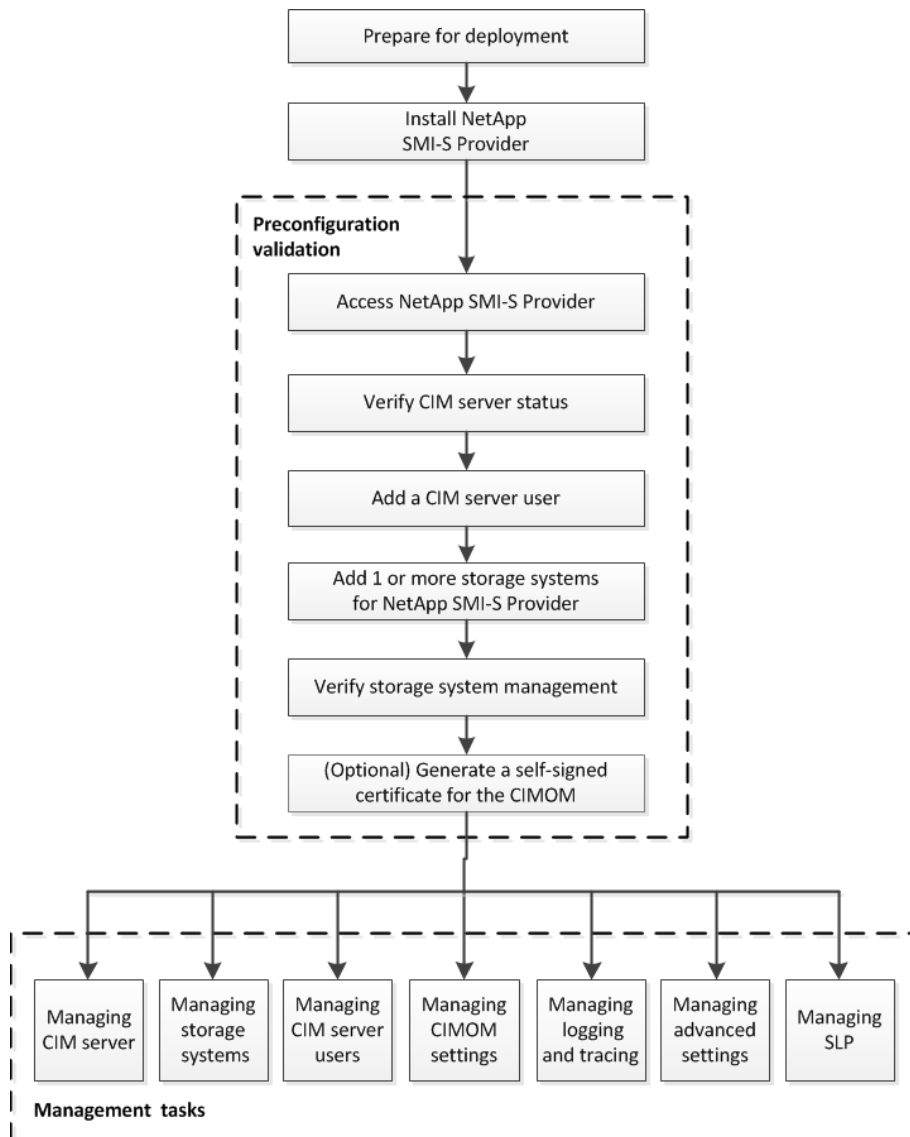 Prepare for deployment
Install NetApp
SMI-S Provider
Preconfiguration
validation
Access NetApp SMI-S Provider
Verify CIM server status
Add a CIM server user
Add 1 or more storage systems
for NetApp SMI-S Provider
Verify storage system management
(Optional) Generate a self-signed
certificate for the CIMOM
Managing
CIM server
Managing
storage
systems
Managing
CIM server
users
Managing
CIMOM
settings
Managing
logging
and tracing
Managing
advanced
settings
Managing
SLP
Management tasks